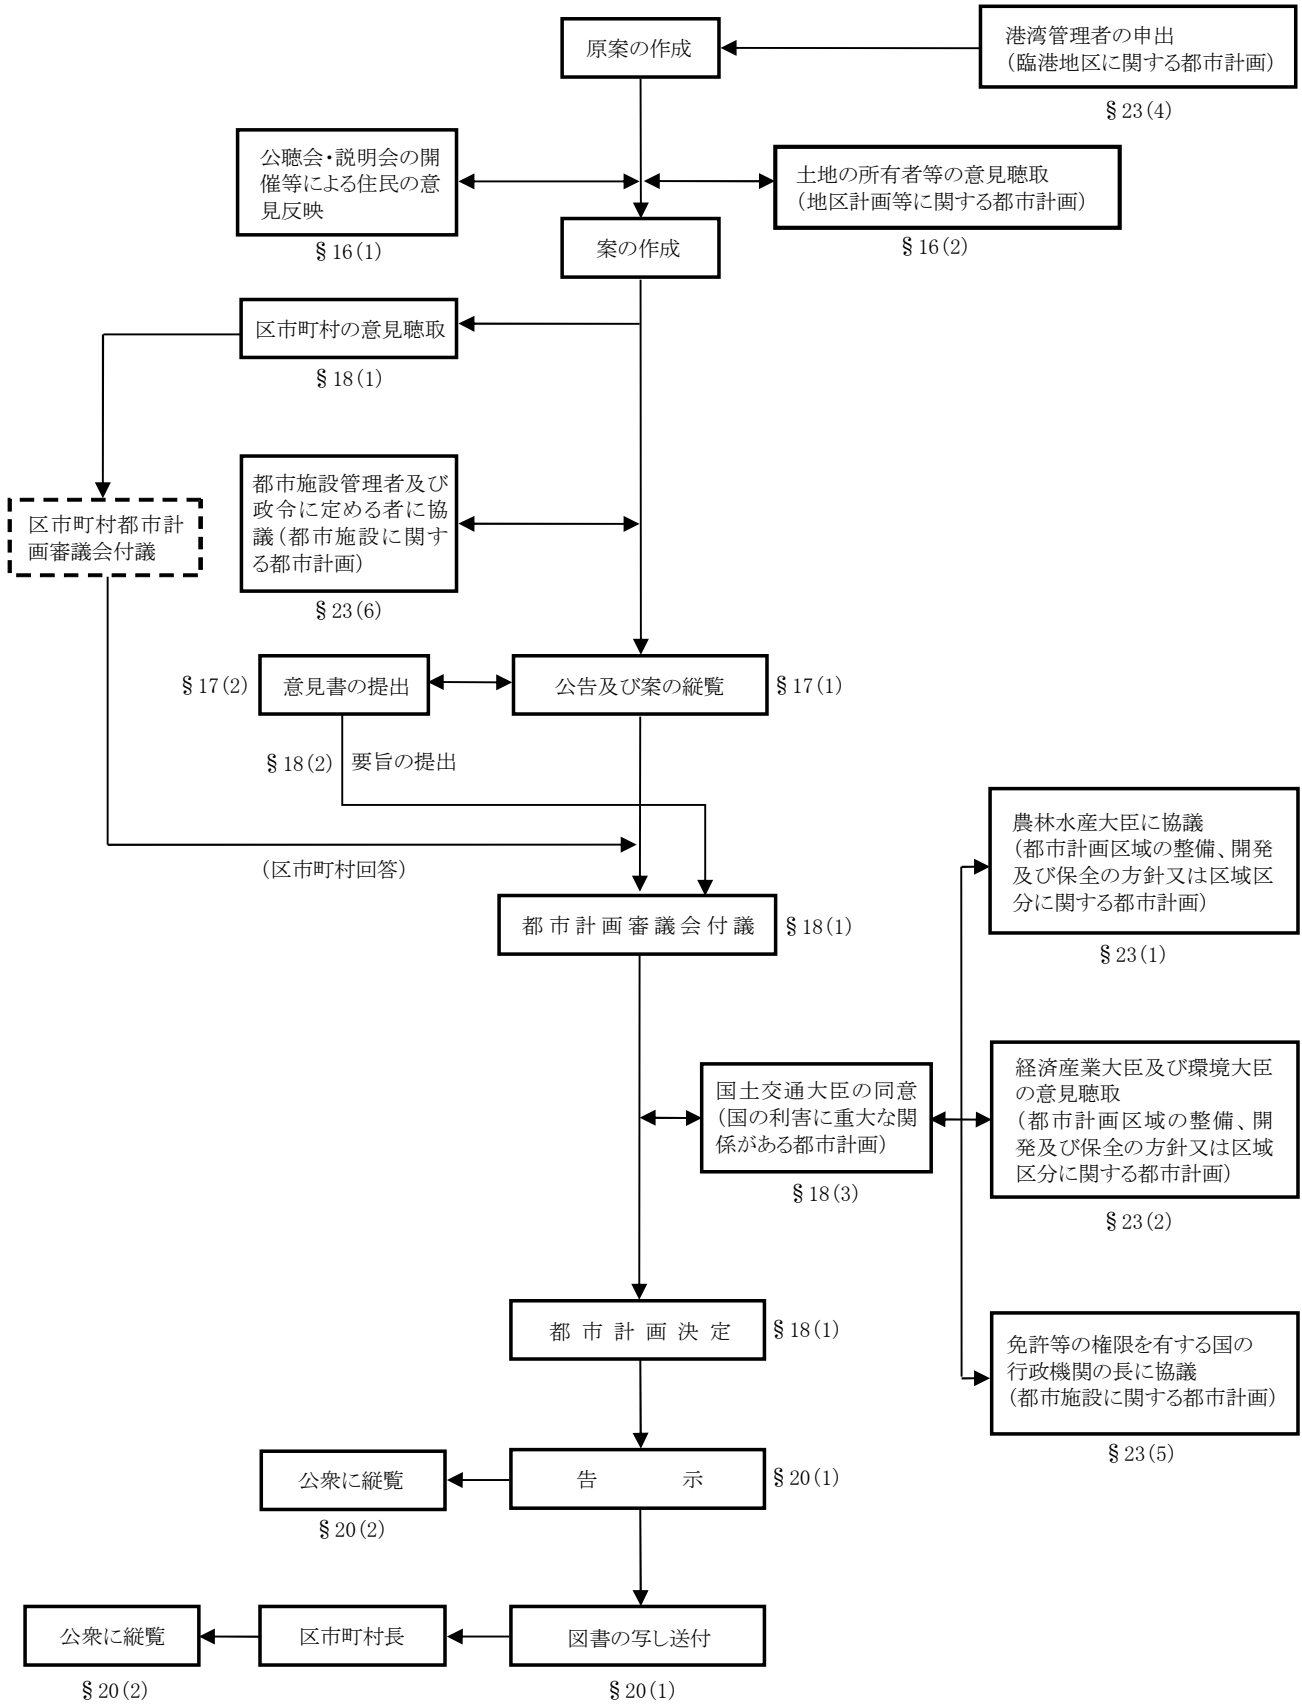 原案の作成
港湾管理者の申出
（臨港地区に関する都市計画）
§23(4)
公聴会・説明会の開
催等による住民の意
見反映
§16(1)
土地の所有者等の意見聴取
（地区計画等に関する都市計画）
§16(2)
案の作成
区市町村の意見聴取
§18(1)
都市施設管理者及び
政令に定める者に協
議（都市施設に関す
る都市計画）
§23(6)
区市町村都市計
画審議会付議
§17(2)
意見書の提出
公告及び案の縦覧
§17(1)
§18(2)
要旨の提出
（区市町村回答）
都市計画審議会付議
§18(1)
農林水産大臣に協議
（都市計画区域の整備、開発
及び保全の方針又は区域区
分に関する都市計画）
§23(1)
国土交通大臣の同意
（国の利害に重大な関
係がある都市計画）
§18(3)
経済産業大臣及び環境大臣
の意見聴取
（都市計画区域の整備、開
発及び保全の方針又は区域
区分に関する都市計画）
§23(2)
都市計画決定
§18(1)
免許等の権限を有する国の
行政機関の長に協議
（都市施設に関する都市計画）
§23(5)
公衆に縦覧
§20(2)
告　　　示
§20(1)
公衆に縦覧
§20(2)
区市町村長
図書の写し送付
§20(1)